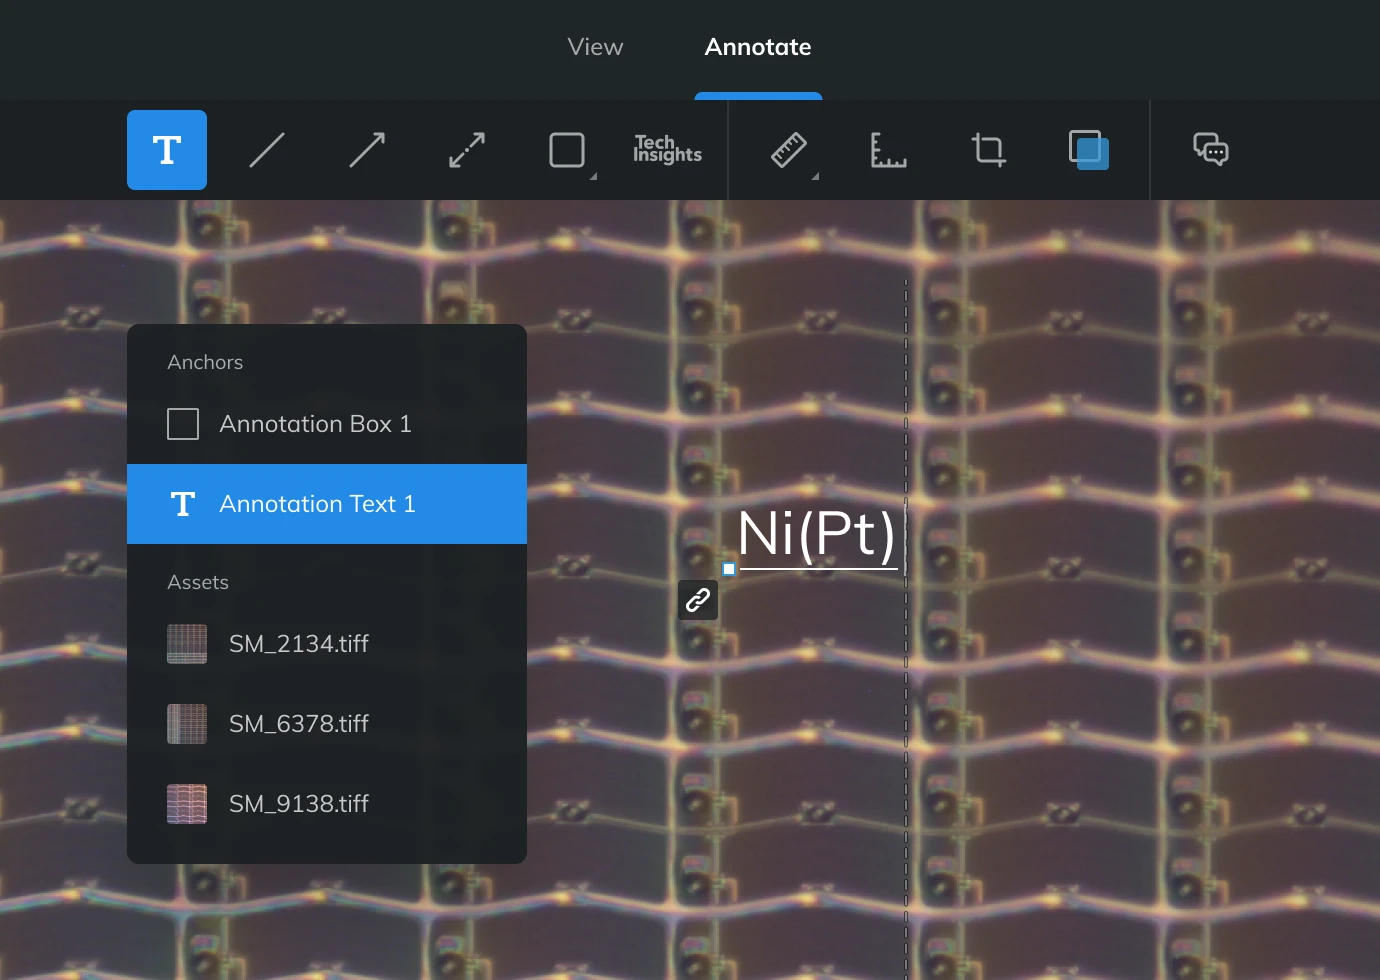 View
Annotate
T
Tech
Insights
Anchors
Annotation Box 1
T Annotation Text 1
Assets
SM_2134.tiff
SM_6378.tiff
SM_9138.tiff
Ni(Pt)